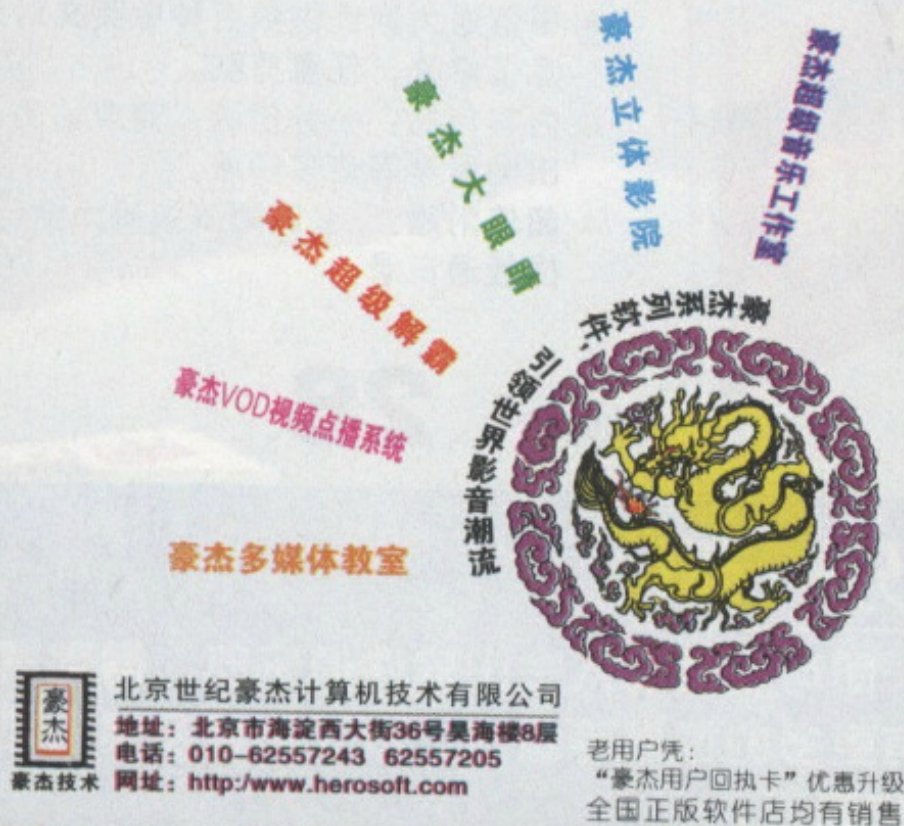 豪杰超级音乐工作室
豪杰立体影院
豪杰大眼睛
豪杰超级解霸
豪杰VOD视频点播系统
豪杰多媒体教室
豪杰系列软件，
引领世界影音潮流
豪杰
豪杰技术
北京世纪豪杰计算机技术有限公司
地址：北京市海淀西大街36号昊海楼8层
电话：010-62557243 62557205
网址：http:/www.herosoft.com
老用户凭：
“豪杰用户回执卡”优惠升级
全国正版软件店均有销售